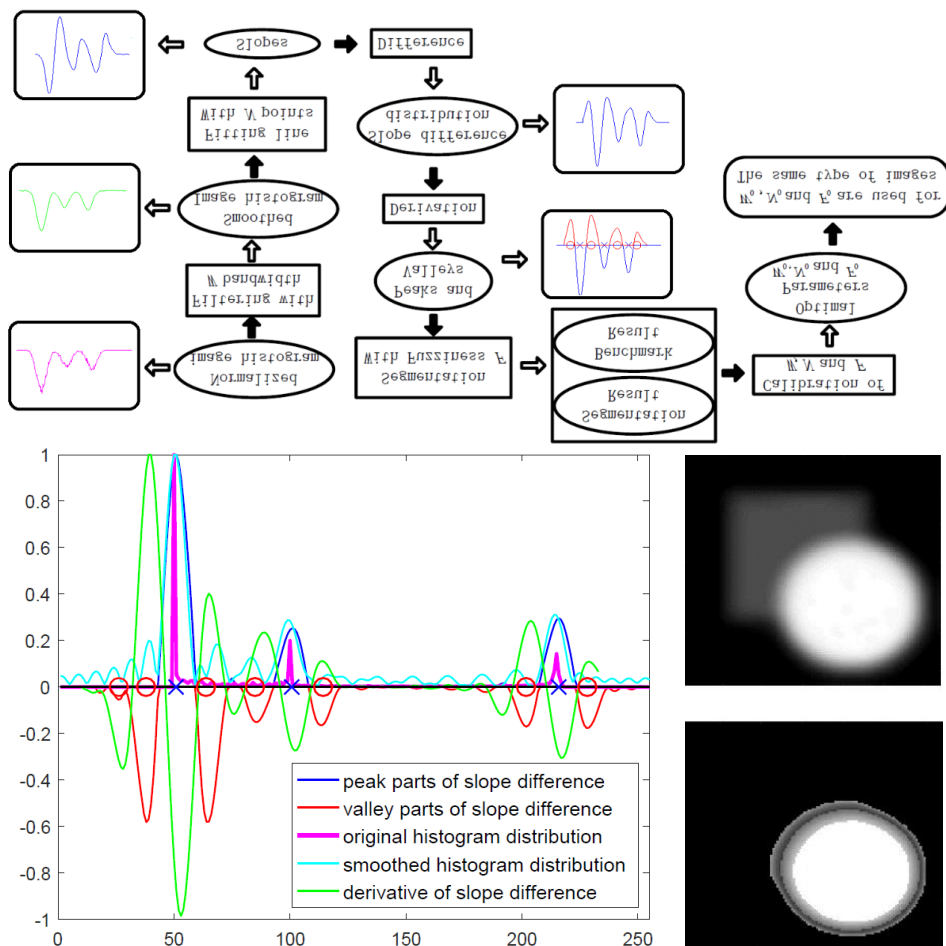 Normalized
image histogram
Filtering with
W bandwidth
Smoothed
Image histogram
Fitting line
With N points
Slopes
Difference
Slope difference
distribution
Derivation
Peaks and
Valleys
Segmentation
With Fuzziness F
Segmentation
Result
Benchmark
Result
Calibration of
W, N and F
Optimal
Parameters
W₀, N₀ and F₀
W₀, N₀ and F₀ are used for
The same type of images
1
0.8
0.6
0.4
0.2
0
-0.2
-0.4
-0.6
-0.8
-1
0
50
100
150
200
250
peak parts of slope difference
valley parts of slope difference
original histogram distribution
smoothed histogram distribution
derivative of slope difference